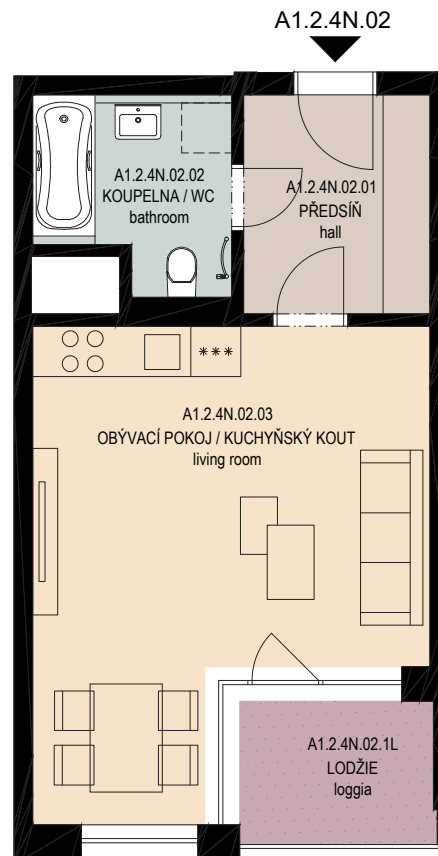 A1.2.4N.02
A1.2.4N.02.02
KOUPELNA / WC
bathroom
A1.2.4N.02.01
PŘEDSÍŇ
hall
***
A1.2.4N.02.03
OBÝVACÍ POKOJ / KUCHYŇSKÝ KOUT
living room
A1.2.4N.02.1L
LODŽIE
loggia